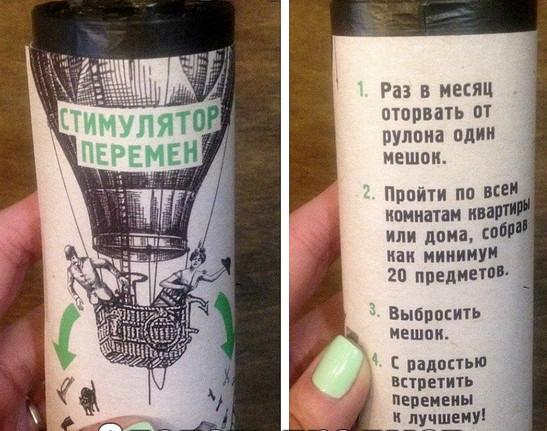 СТИМУЛЯТОР
ПЕРЕМЕН
1. Раз в месяц
оторвать от
рулона один
мешок.
2. Пройти по всем
комнатам квартиры
или дома, собрав
как минимум
20 предметов.
3. Выбросить
мешок.
4. С радостью
встретить
перемены
к лучшему!